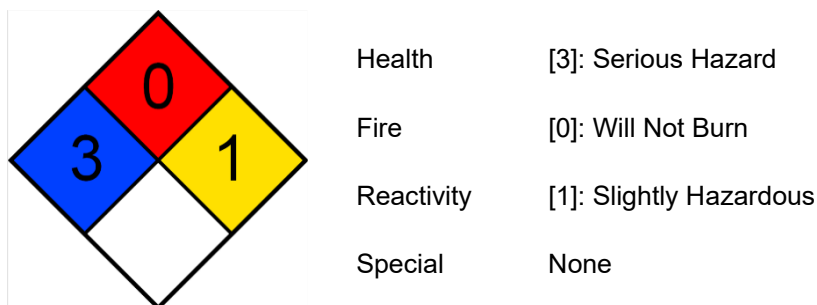 0
3 1
Health [3]: Serious Hazard
Fire [0]: Will Not Burn
Reactivity [1]: Slightly Hazardous
Special None